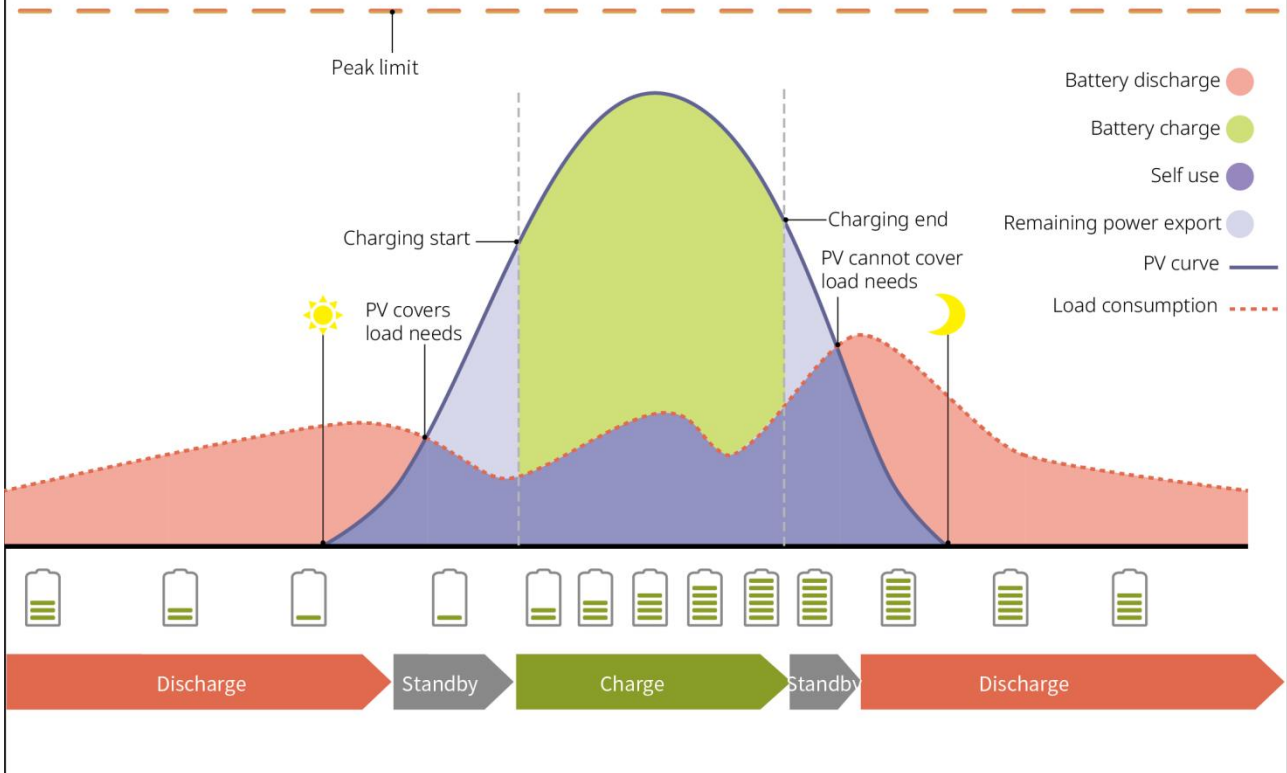 Peak limit
Battery discharge
Battery charge
Self use
Remaining power export
PV curve
Load consumption
Charging start
Charging end
PV covers
load needs
PV cannot cover
load needs
Discharge
Standby
Charge
Standby
Discharge